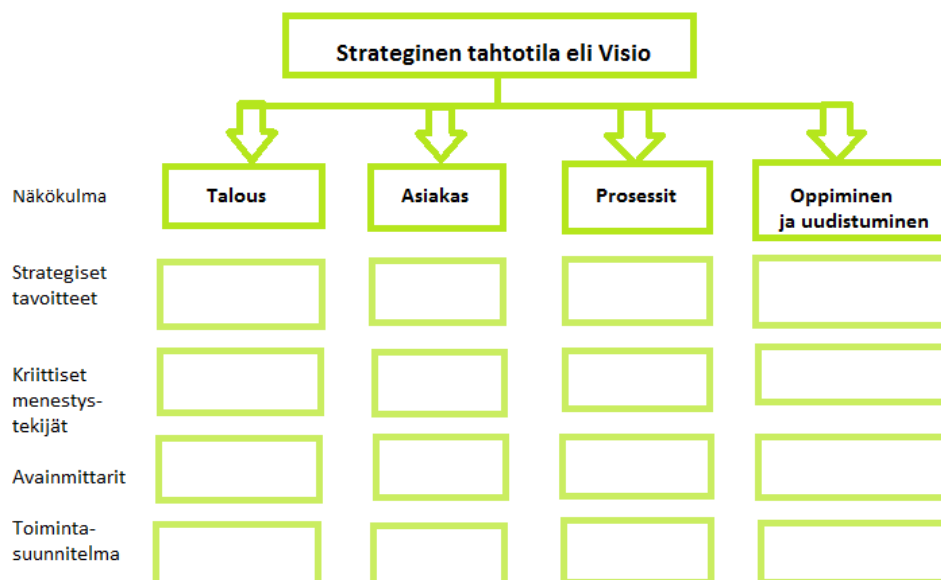 Strateginen tahtotila eli Visio
Näkökulma
Talous
Asiakas
Prosessit
Oppiminen
ja uudistuminen
Strategiset
tavoitteet
Kriittiset
menestys-
tekijät
Avainmittarit
Toiminta-
suunnitelma